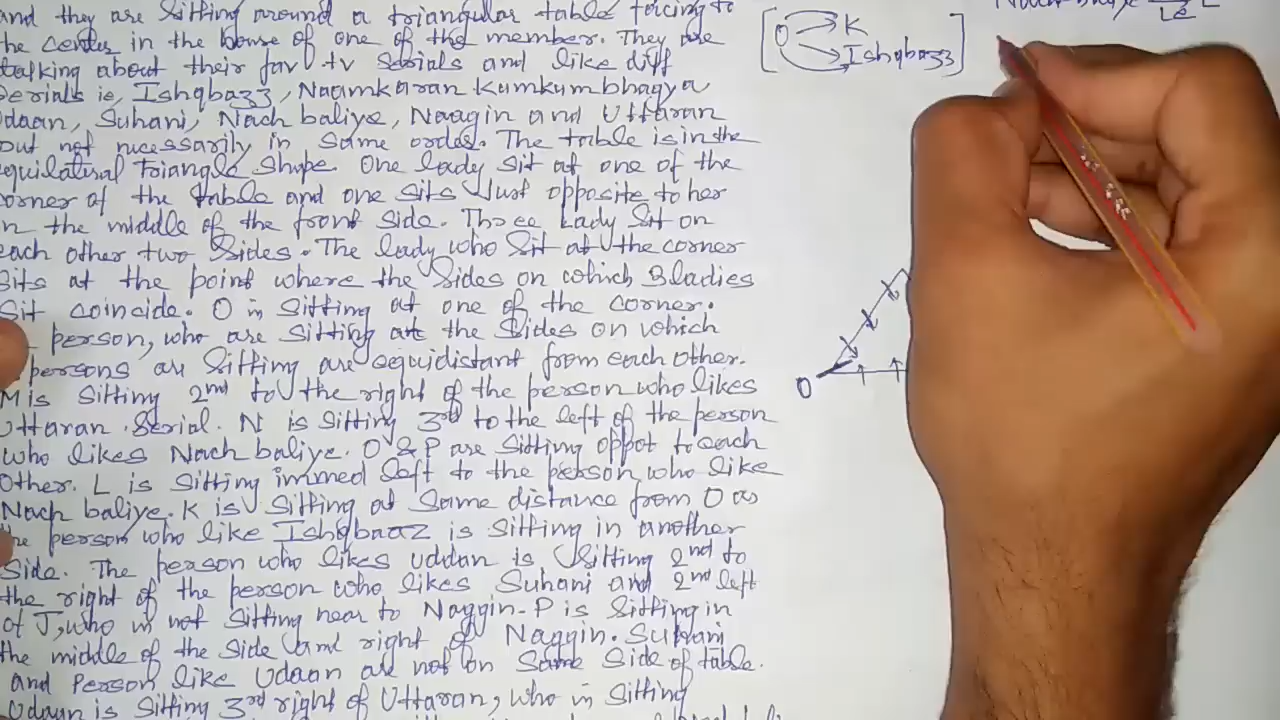 and they are sitting around a triangular table facing to
the center in the house of one of the member. They are
talking about their fav tv serials and like diff
serials ie, Ishqbazz, Naamkaran Kumkumbhagya
Udaan, Suhani, Nach baliye, Naagin and Uttaran
but not necessarily in same order. The table is in the
equilateral triangle shape. One lady sit at one of the
corner of the table and one sits Just opposite to her
in the middle of the front side. Three Lady sit on
each other two sides. The lady who sit at the corner
sits at the point where the sides on which 3 ladies
sit coincide. O is sitting at one of the corner.
person, who are sitting at the sides on which
persons are sitting are equidistant from each other.
M is sitting 2nd to the right of the person who likes
Uttaran serial. N is sitting 3rd to the left of the person
who likes Nach baliye. O & P are sitting oppot to each
other. L is sitting immed left to the person who like
Nach baliye. K is sitting at same distance from O as
the person who like Ishqbaaz is sitting in another
side. The person who likes uddan is sitting 2nd to
the right of the person who likes Suhani and 2nd left
of J, who is not sitting near to Naggin. P is sitting in
the middle of the side and right of Naggin. Suhani
and Person like Udaan are not on same side of table.
Udaan is sitting 3rd right of Uttaran, who is sitting
O K
Ishqbazz
O